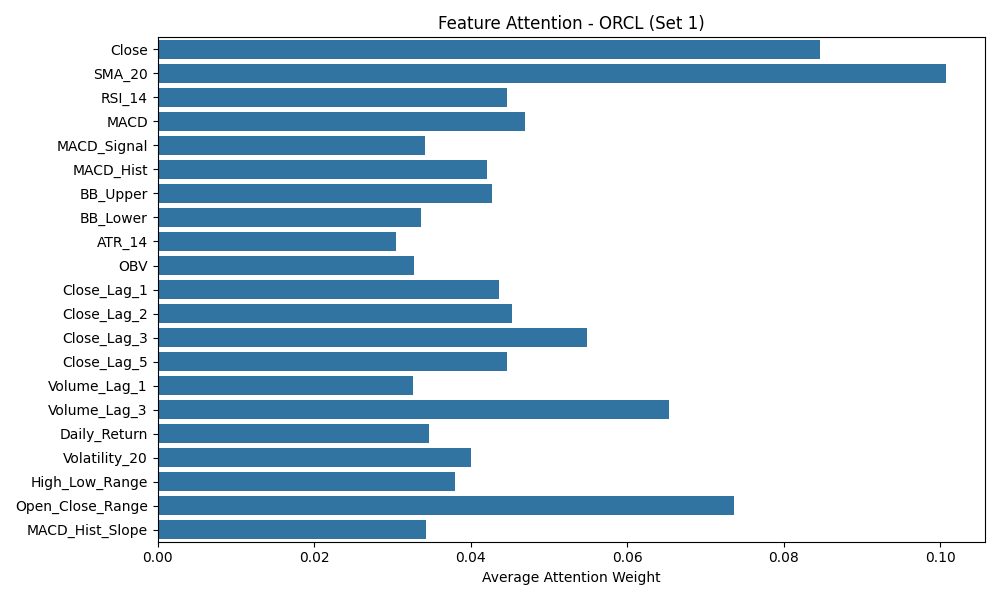 Feature Attention - ORCL (Set 1)
Close
SMA_20
RSI_14
MACD
MACD_Signal
MACD_Hist
BB_Upper
BB_Lower
ATR_14
OBV
Close_Lag_1
Close_Lag_2
Close_Lag_3
Close_Lag_5
Volume_Lag_1
Volume_Lag_3
Daily_Return
Volatility_20
High_Low_Range
Open_Close_Range
MACD_Hist_Slope
0.00 0.02 0.04 0.06 0.08 0.10
Average Attention Weight